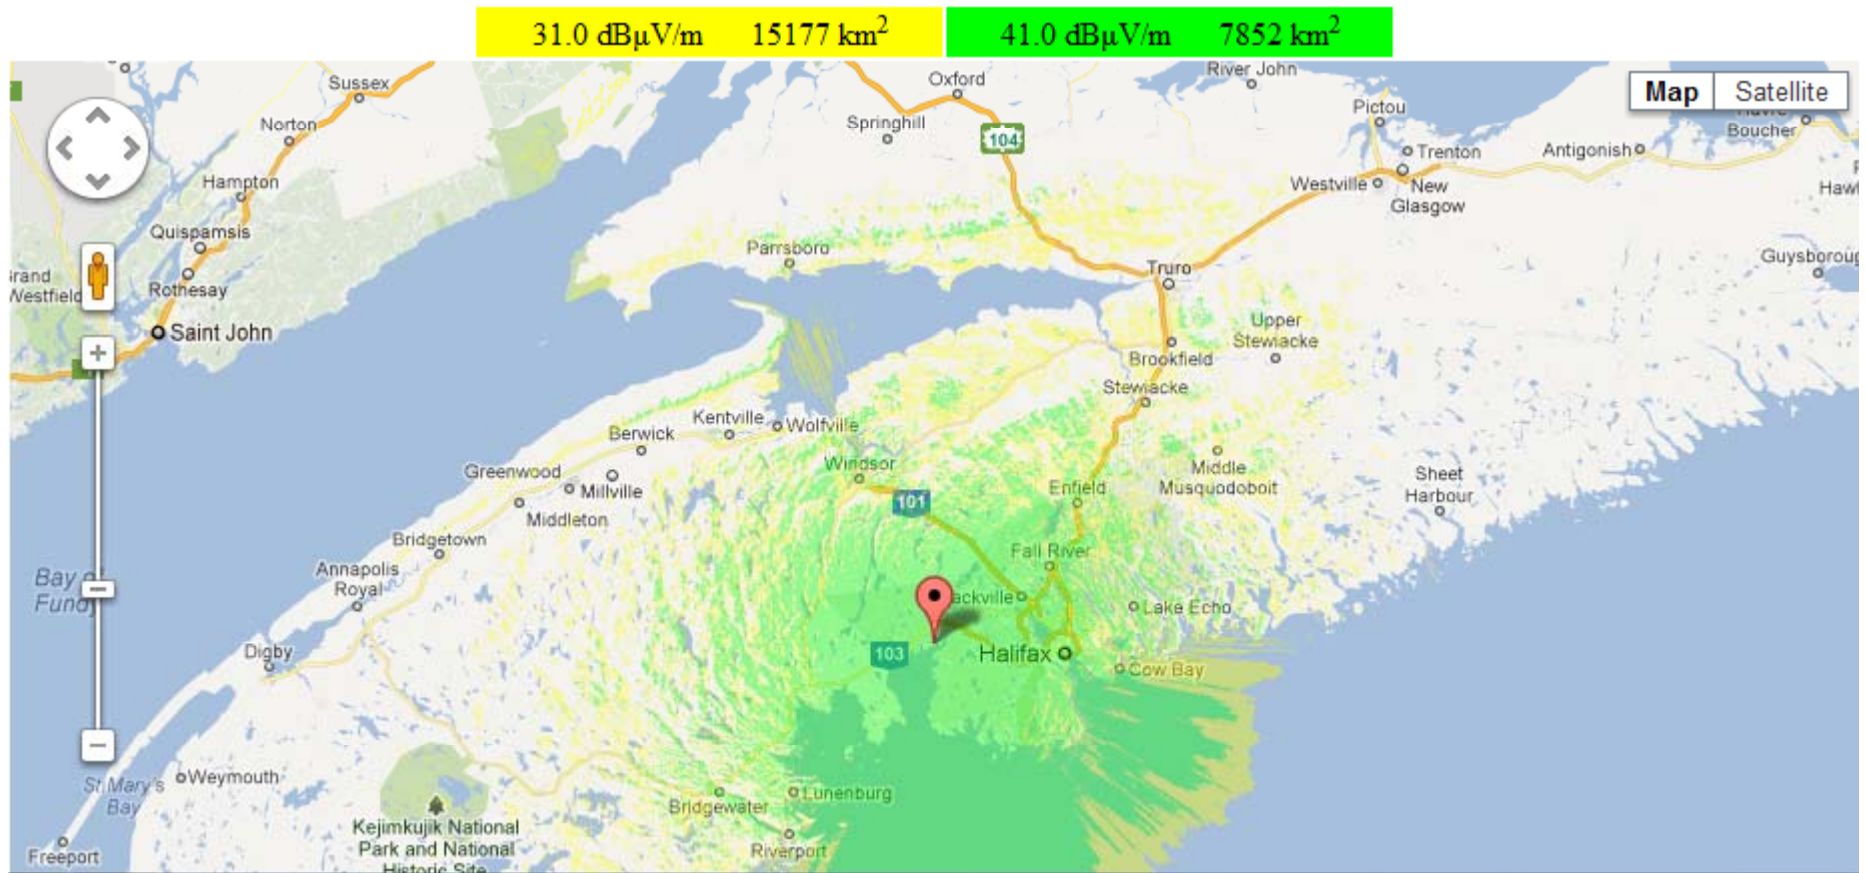 31.0 dBµV/m 15177 km²
41.0 dBµV/m 7852 km²
Map
Satellite
Sussex
Oxford
River John
Springhill
Norton
Pictou
104
Boucher
Trenton
Antigonish
Hampton
Westville
New
Glasgow
Quispamsis
Parrsboro
Truro
Rothesay
Saint John
Upper
Stewiacke
Brookfield
Stewiacke
Kentville
Wolfville
Berwick
Greenwood
Windsor
Millville
Middleton
101
Enfield
Middle
Musquodoboit
Sheet
Harbour
Bridgetown
Fall River
Annapolis
Royal
Bay of
Fund
ackville
Lake Echo
Digby
103
Halifax
Cow Bay
St. Mary's
Bay
Weymouth
Bridgewater
Lunenburg
Kejimkujik National
Park and National
Historic Site
Riverport
Freeport